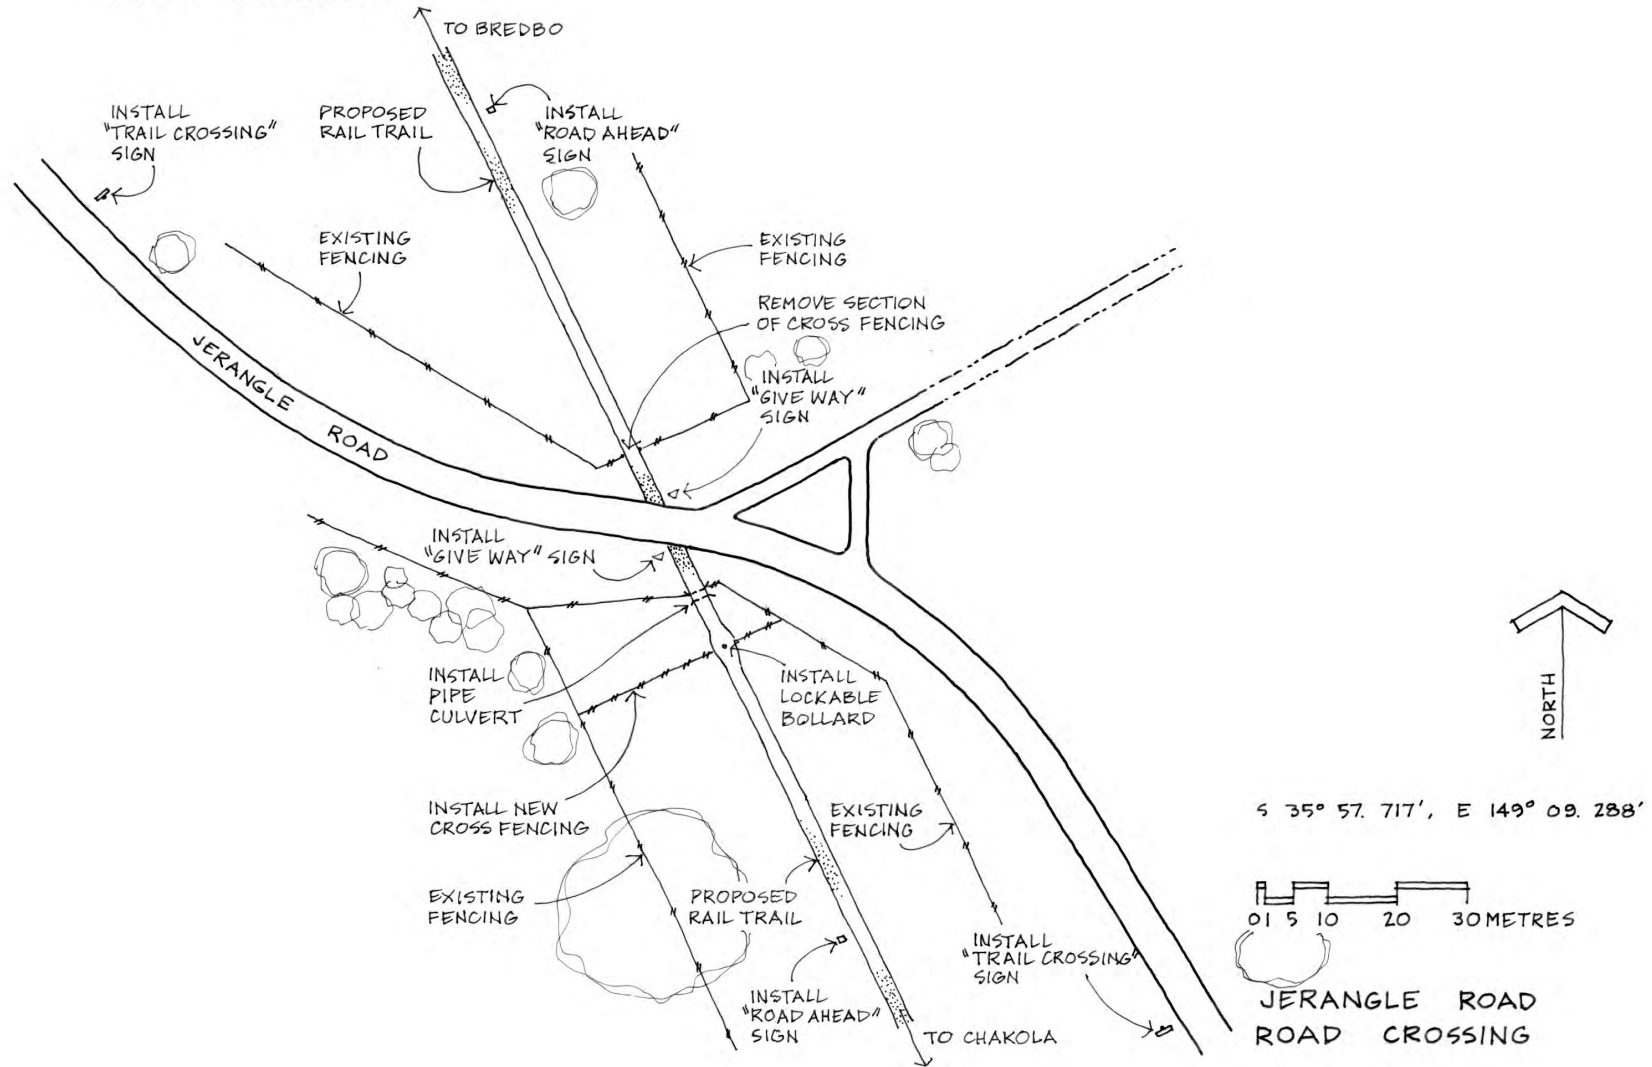 TO BREDBO
INSTALL
"TRAIL CROSSING"
SIGN
PROPOSED
RAIL TRAIL
INSTALL
"ROAD AHEAD"
SIGN
EXISTING
FENCING
EXISTING
FENCING
REMOVE SECTION
OF CROSS FENCING
INSTALL
"GIVE WAY"
SIGN
JERANGLE
ROAD
INSTALL
"GIVE WAY" SIGN
INSTALL
PIPE
CULVERT
INSTALL
LOCKABLE
BOLLARD
NORTH
INSTALL NEW
CROSS FENCING
EXISTING
FENCING
S 35° 57. 717', E 149° 09. 288'
EXISTING
FENCING
PROPOSED
RAIL TRAIL
0 1 5 10 20 30 METRES
INSTALL
"TRAIL CROSSING"
SIGN
INSTALL
"ROAD AHEAD"
SIGN
TO CHAKOLA
JERANGLE ROAD
ROAD CROSSING